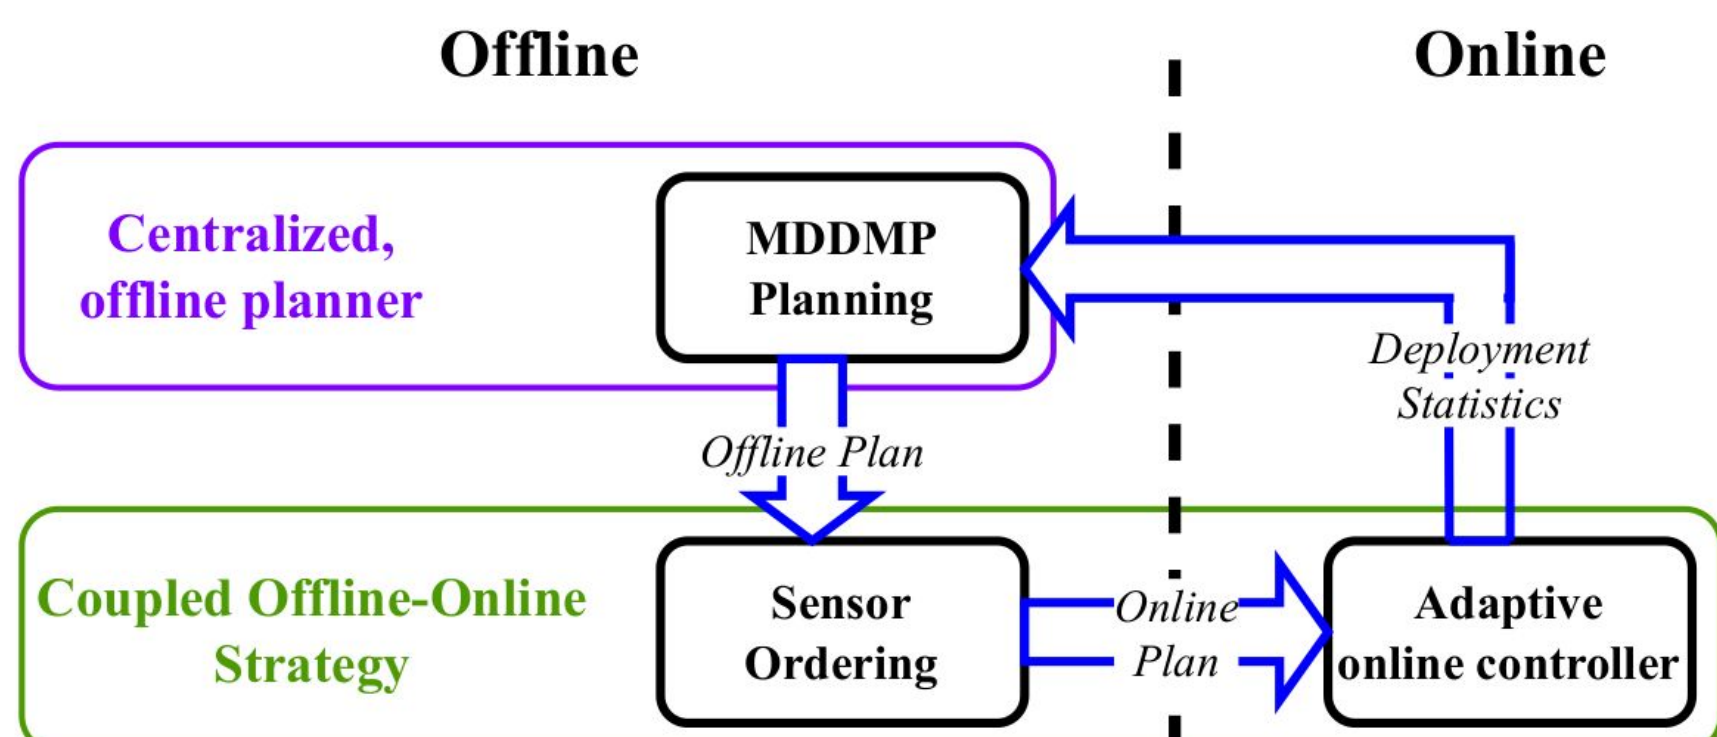 Offline
Online
Centralized,
offline planner
MDDMP
Planning
Deployment
Statistics
Offline Plan
Coupled Offline-Online
Strategy
Sensor
Ordering
Online
Plan
Adaptive
online controller